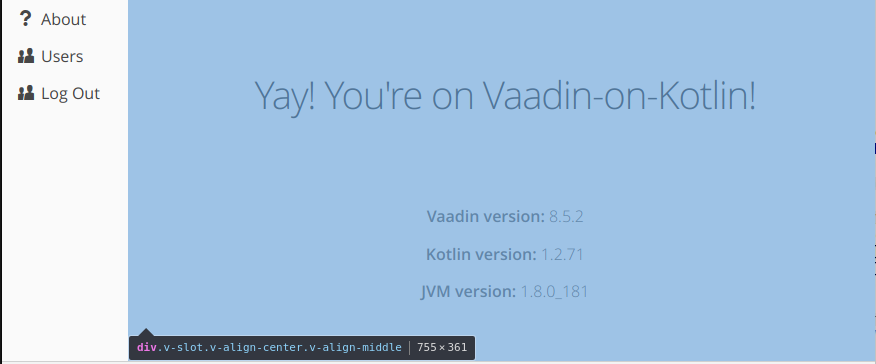 About
Users
Log Out
Yay! You're on Vaadin-on-Kotlin!
Vaadin version: 8.5.2
Kotlin version: 1.2.71
JVM version: 1.8.0_181
div.v-slot.v-align-center.v-align-middle | 755×361